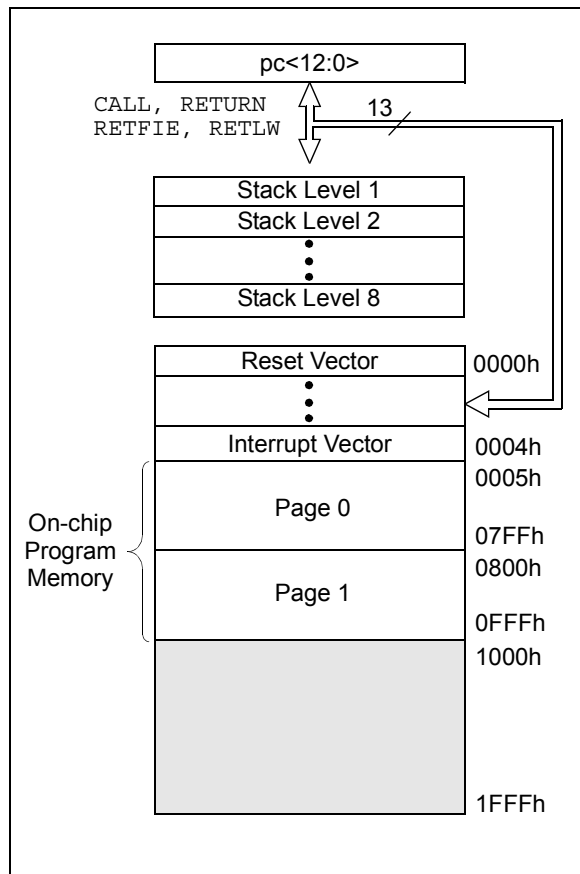 pc<12:0>
CALL, RETURN
RETFIE, RETLW
13
Stack Level 1
Stack Level 2
Stack Level 8
Reset Vector
0000h
Interrupt Vector
0004h
0005h
On-chip
Program
Memory
Page 0
07FFh
0800h
Page 1
0FFFh
1000h
1FFFh